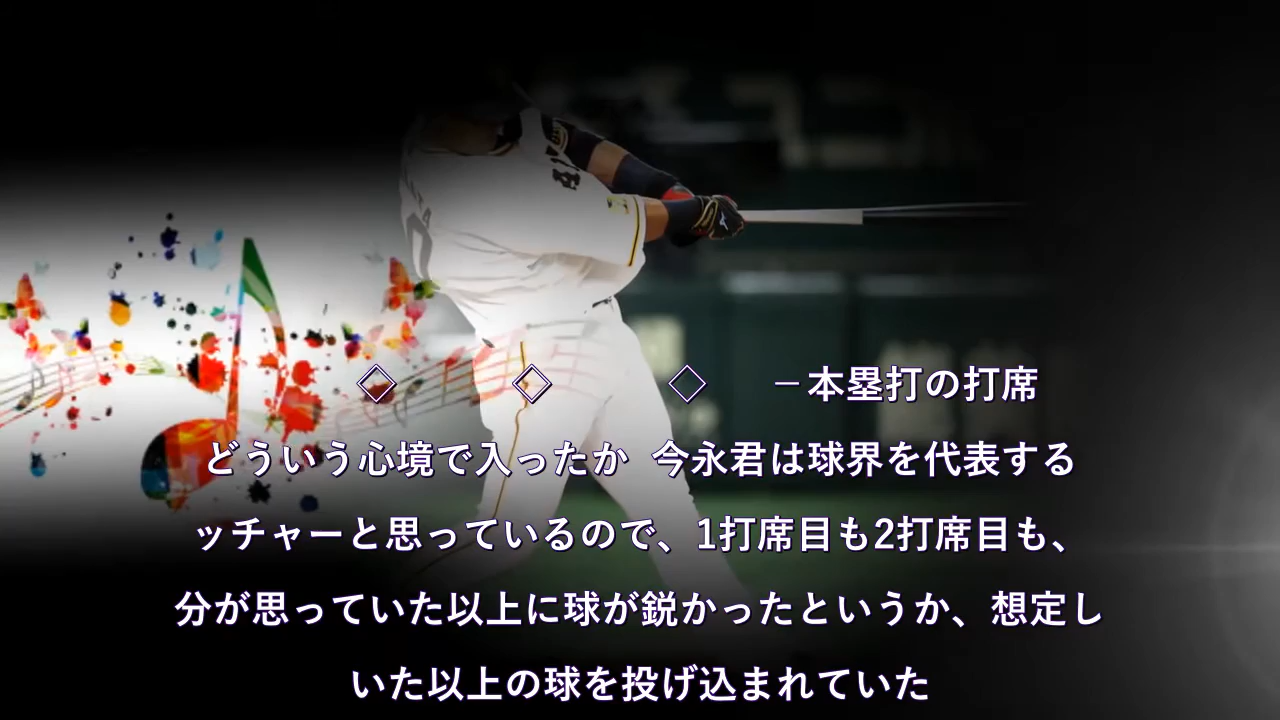 ◇ ◇ ◇ －本塁打の打席
どういう心境で入ったか 今永君は球界を代表する
ッチャーと思っているので、1打席目も2打席目も、
分が思っていた以上に球が鋭かったというか、想定し
いた以上の球を投げ込まれていた